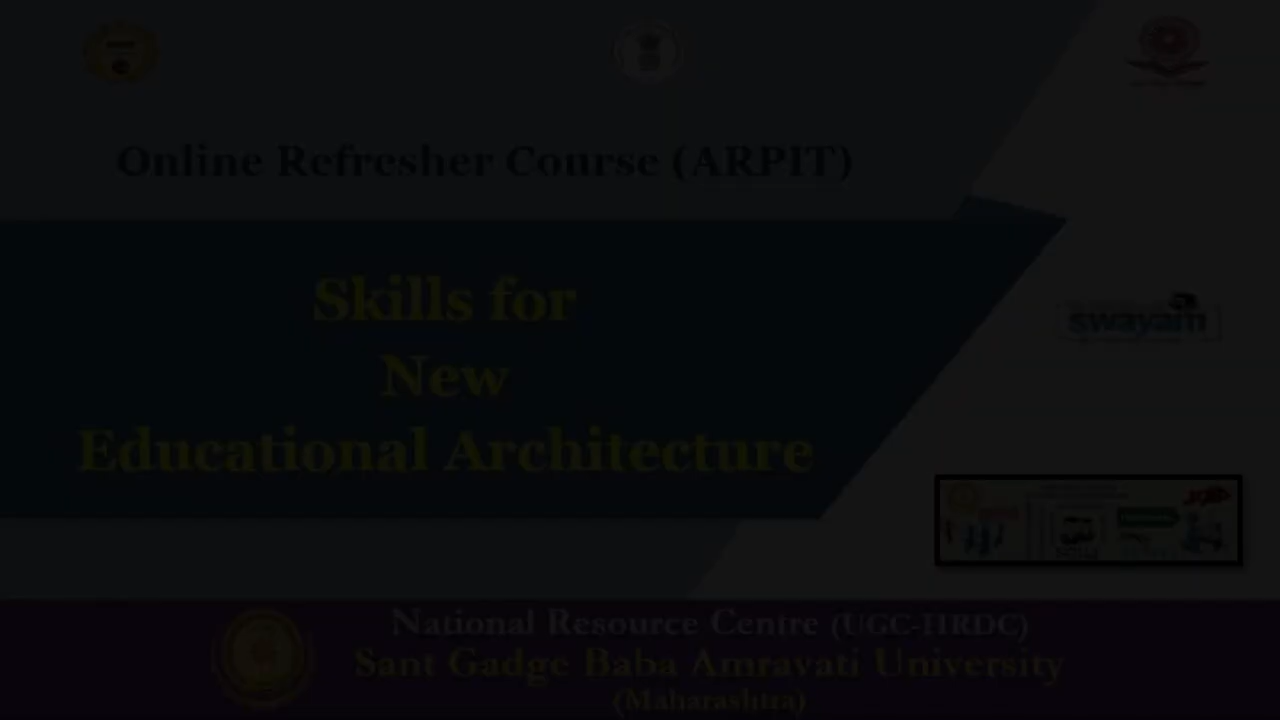 Online Refresher Course (ARPIT)
Skills for
New
Educational Architecture
swayam
National Resource Centre (UGC-HRDC)
Sant Gadge Baba Amravati University
(Maharashtra)